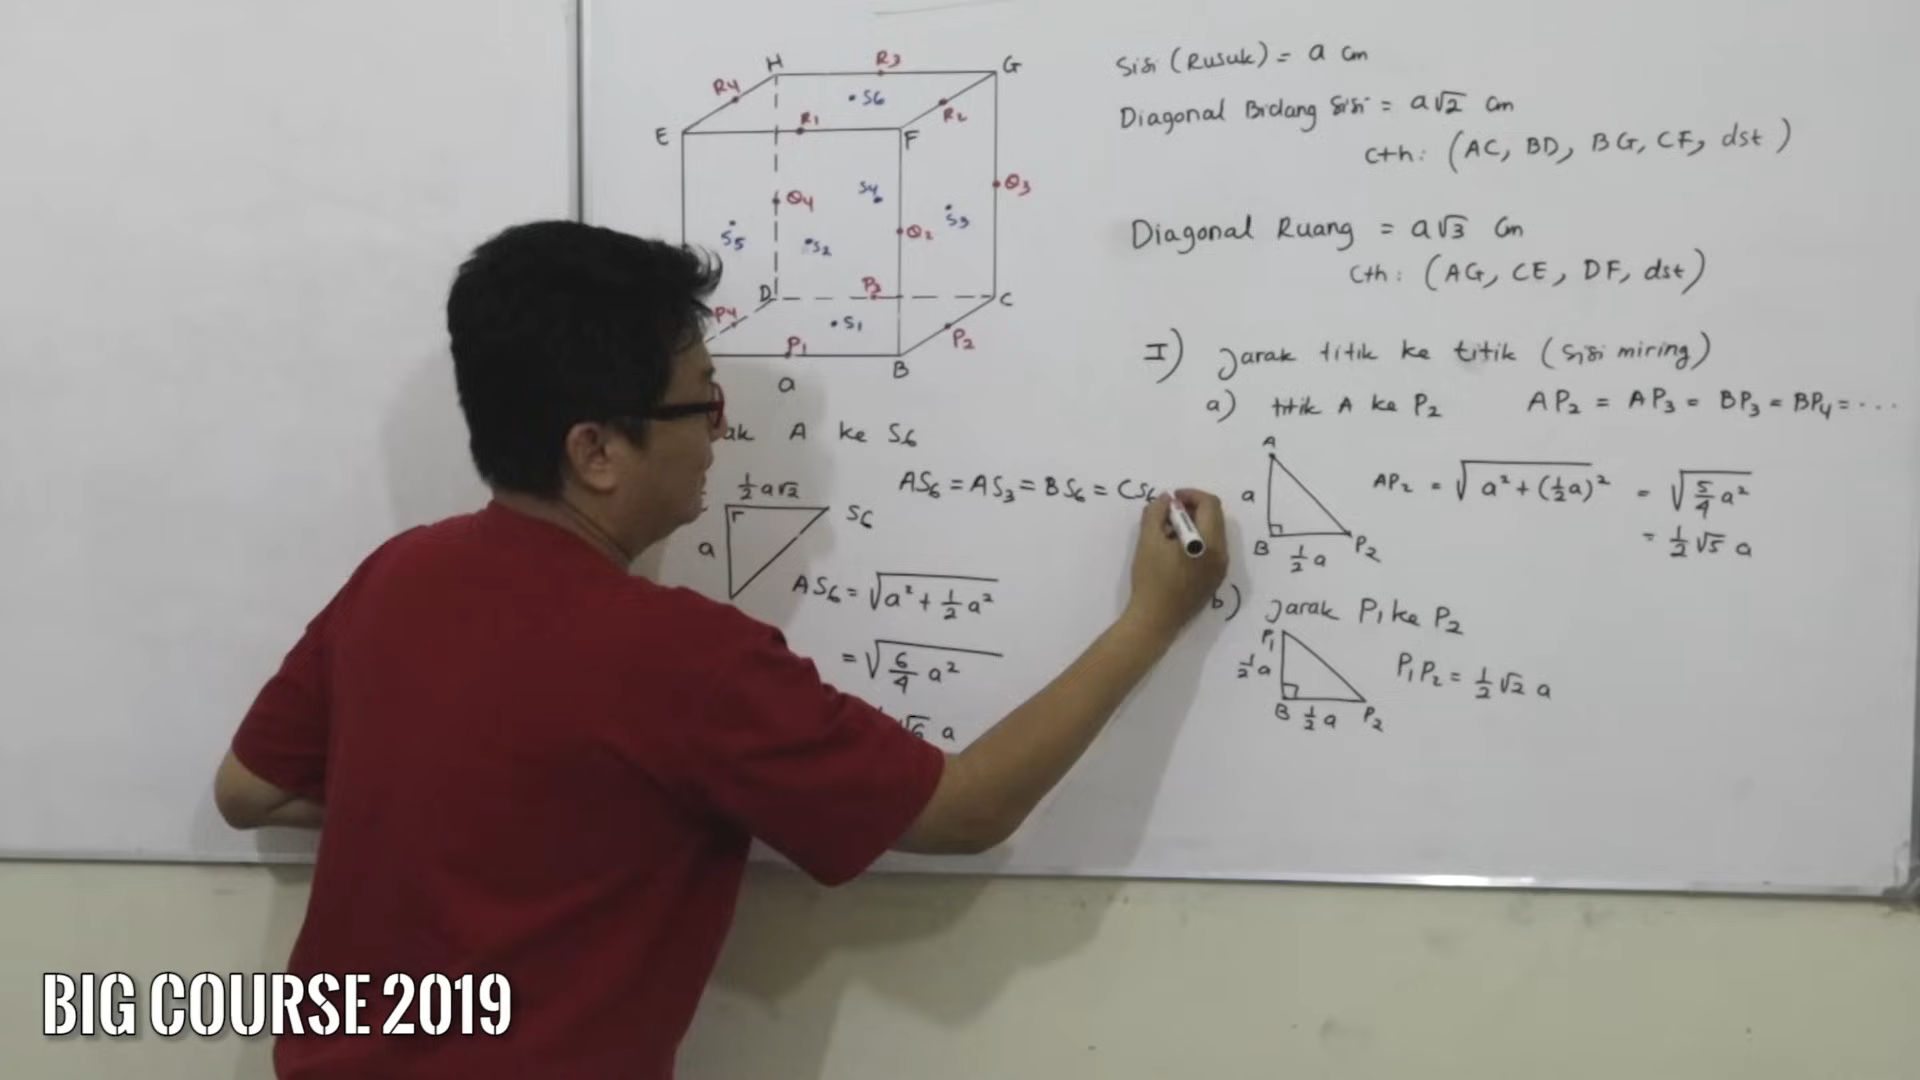 H
R3
G
R4
S6
R2
E
R1
F
Q4
S4
Q3
S5
S2
Q2
S3
D
P3
C
P4
S1
P1
P2
a
B
ak A ke S6
½a√2
S6
a
AS6 = AS3 = BS6 = CS6
AS6 = √a² + ½a²
= √6/4 a²
√6 a
Sisi (Rusuk) = a cm
Diagonal Bidang Sisi = a√2 cm
Cth: (AC, BD, BG, CF, dst)
Diagonal Ruang = a√3 cm
Cth: (AG, CE, DF, dst)
I) Jarak titik ke titik (Sisi miring)
a) titik A ke P2 AP2 = AP3 = BP3 = BP4 = ...
A
a
B ½a P2
AP2 = √a² + (½a)² = √5/4 a²
= ½√5 a
b) Jarak P1 ke P2
P1
½a
B ½a P2
P1P2 = ½√2 a
BIG COURSE 2019